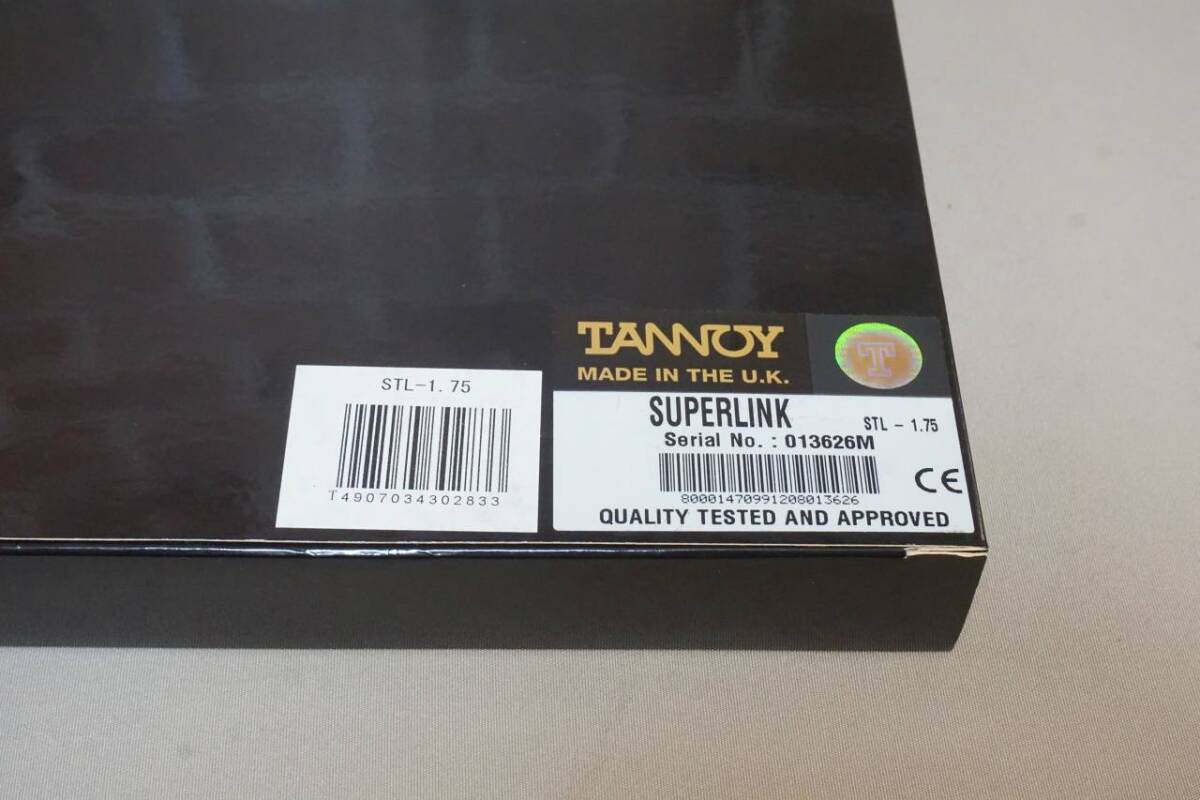 STL-1.75
T4907034302833
TANNOY
MADE IN THE U.K.
T
SUPERLINK STL - 1.75
Serial No. : 013626M
80001470991208013626
CE
QUALITY TESTED AND APPROVED